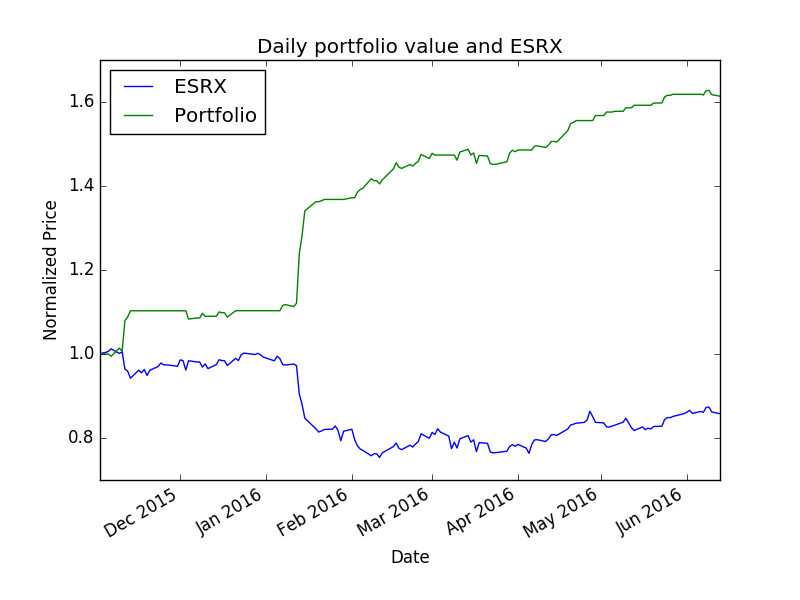 Daily portfolio value and ESRX
ESRX
Portfolio
1.6
1.4
1.2
1.0
0.8
Normalized Price
Dec 2015
Jan 2016
Feb 2016
Mar 2016
Apr 2016
May 2016
Jun 2016
Date